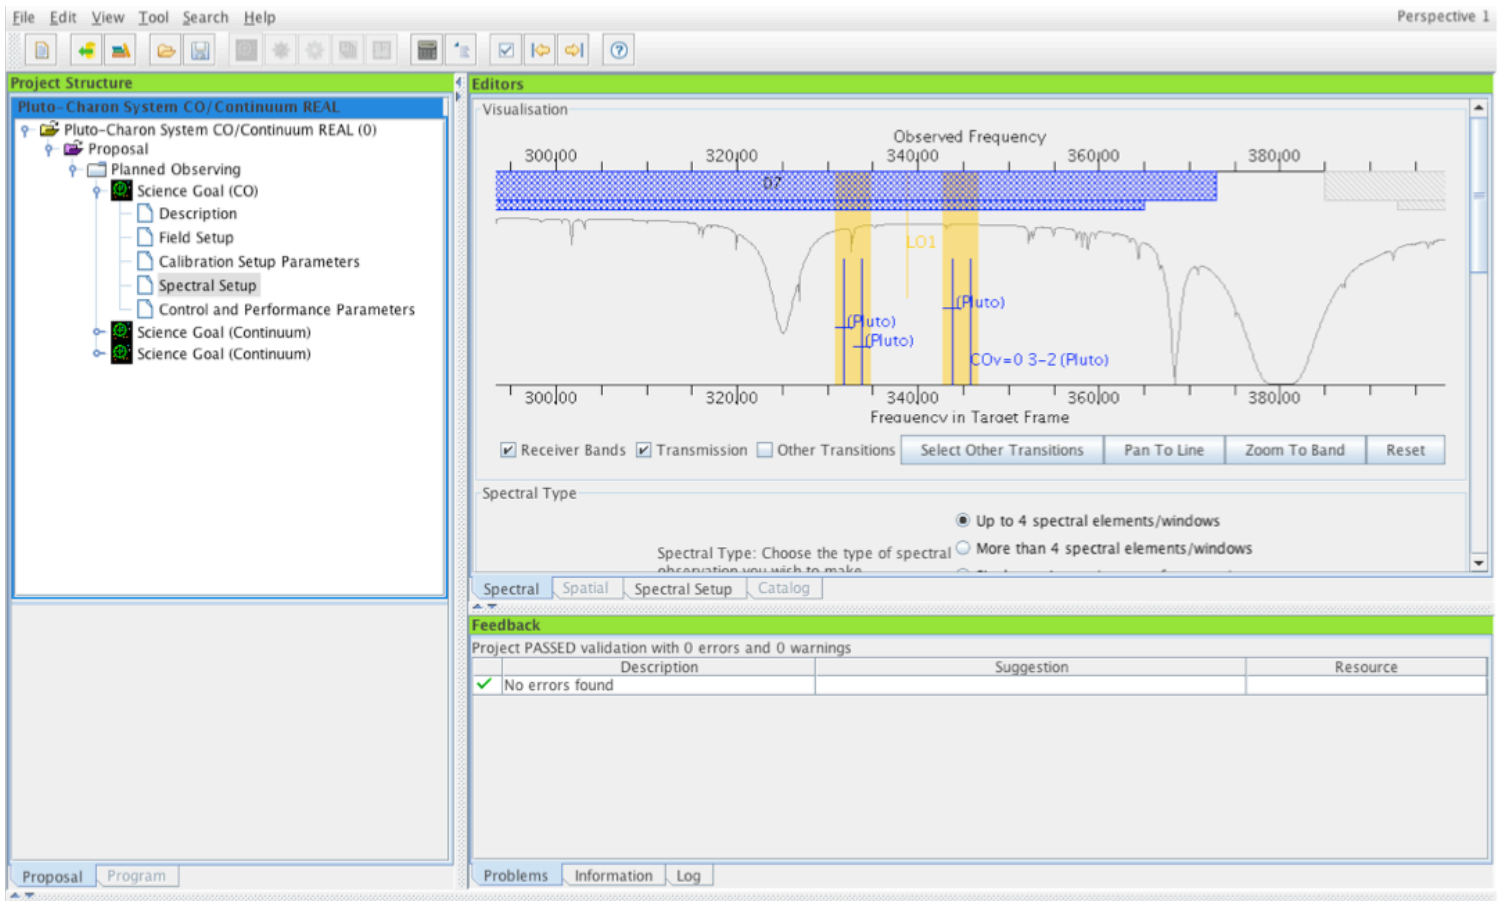 File Edit View Tool Search Help
Perspective 1
Project Structure
Pluto-Charon System CO/Continuum REAL
Pluto-Charon System CO/Continuum REAL (0)
Proposal
Planned Observing
Science Goal (CO)
Description
Field Setup
Calibration Setup Parameters
Spectral Setup
Control and Performance Parameters
Science Goal (Continuum)
Science Goal (Continuum)
Proposal Program
Editors
Visualisation
Observed Frequency
300.00 320.00 340.00 360.00 380.00
LO1
(Pluto)
(Pluto)
(Pluto)
COv=0 3-2 (Pluto)
300.00 320.00 340.00 360.00 380.00
Frequency in Target Frame
Receiver Bands Transmission Other Transitions Select Other Transitions Pan To Line Zoom To Band Reset
Spectral Type
Up to 4 spectral elements/windows
Spectral Type: Choose the type of spectral
More than 4 spectral elements/windows
observation you wish to make
Spectral Spatial Spectral Setup Catalog
Feedback
Project PASSED validation with 0 errors and 0 warnings
Description Suggestion Resource
No errors found
Problems Information Log